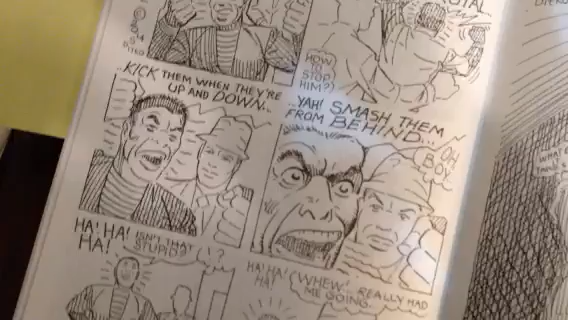 HOW
TO
STOP
HIM?)
..KICK THEM WHEN THEY'RE
UP AND DOWN..
..YAH! SMASH THEM
FROM BEHIND...
OH
BOY
HA! HA!
HA!
ISN'T THAT
STUPID?
!?
HA! HA!
HA!
(WHEW! REALLY HAD
ME GOING.